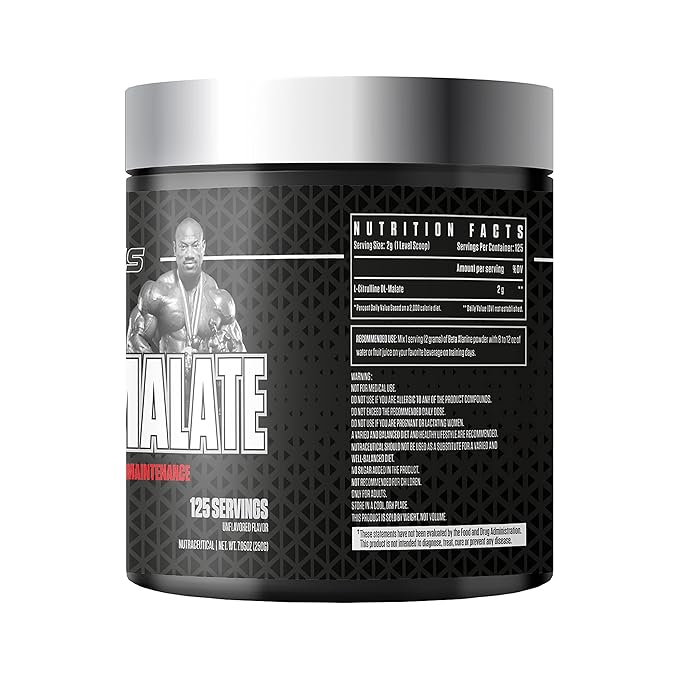 S
MALATE
MAINTENANCE
125 SERVINGS
UNFLAVORED FLAVOR
NUTRACEUTICAL | NET. WT. 7.05OZ (250G)
NUTRITION FACTS
Serving Size: 2g (1 Level Scoop) Servings Per Container: 125
Amount per serving %DV
L-Citrulline DL-Malate 2g **
*Percent Daily Value Based on a 2,000 calorie diet. **Daily Value (DV) not established.
RECOMMENDED USE: Mix 1 serving (2 grams) of Beta Alanine powder with 8 to 12 oz of
water or fruit juice on your favorite beverage on training days.
WARNING:
NOT FOR MEDICAL USE.
DO NOT USE IF YOU ARE ALLERGIC TO ANY OF THE PRODUCT COMPOUNDS.
DO NOT EXCEED THE RECOMMENDED DAILY DOSE.
DO NOT USE IF YOU ARE PREGNANT OR LACTATING WOMEN.
A VARIED AND BALANCED DIET AND HEALTHY LIFESTYLE ARE RECOMMENDED.
NUTRACEUTICAL SHOULD NOT BE USED AS A SUBSTITUTE FOR A VARIED AND
WELL-BALANCED DIET.
NO SUGAR ADDED IN THE PRODUCT.
NOT RECOMMENDED FOR CHILDREN.
ONLY FOR ADULTS.
STORE IN A COOL, DRY PLACE.
THIS PRODUCT IS SOLD BY WEIGHT, NOT VOLUME.
†These statements have not been evaluated by the Food and Drug Administration.
This product is not intended to diagnose, treat, cure or prevent any disease.